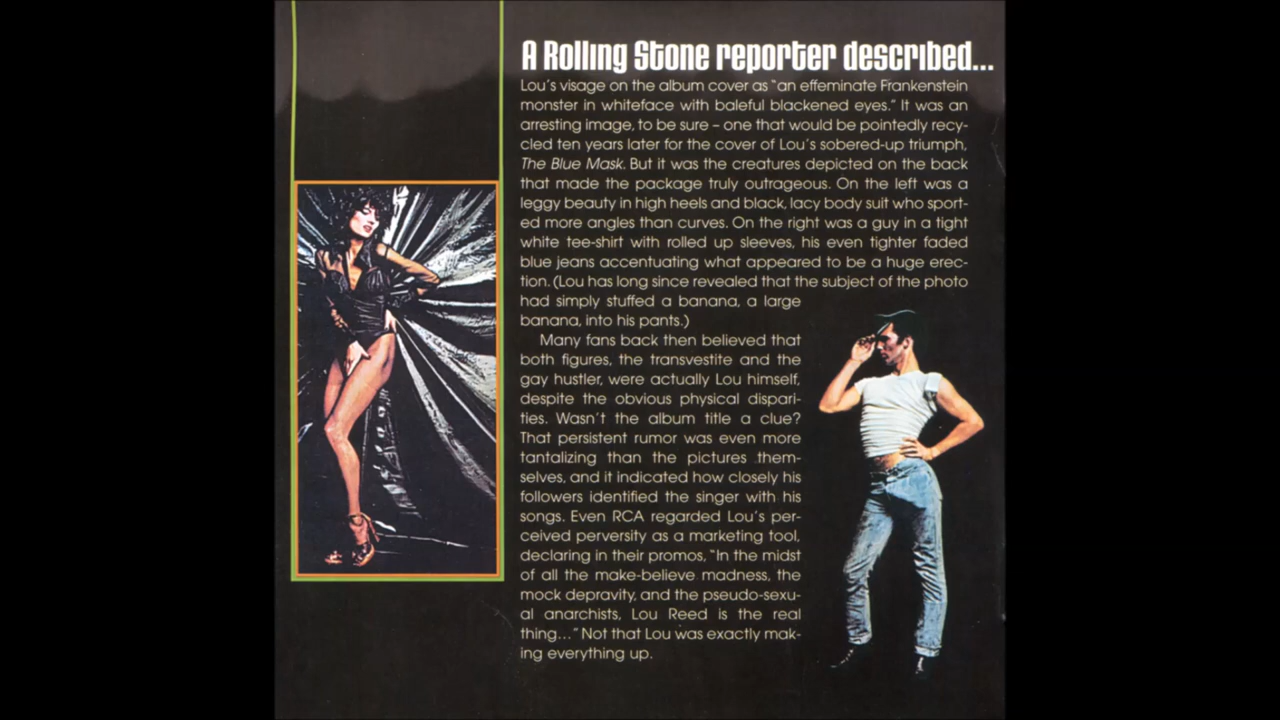 A Rolling Stone reporter described...
Lou's visage on the album cover as "an effeminate Frankenstein
monster in whiteface with baleful blackened eyes." It was an
arresting image, to be sure – one that would be pointedly recy-
cled ten years later for the cover of Lou's sobered-up triumph,
The Blue Mask. But it was the creatures depicted on the back
that made the package truly outrageous. On the left was a
leggy beauty in high heels and black, lacy body suit who sport-
ed more angles than curves. On the right was a guy in a tight
white tee-shirt with rolled up sleeves, his even tighter faded
blue jeans accentuating what appeared to be a huge erec-
tion. (Lou has long since revealed that the subject of the photo
had simply stuffed a banana, a large
banana, into his pants.)
Many fans back then believed that
both figures, the transvestite and the
gay hustler, were actually Lou himself,
despite the obvious physical dispari-
ties. Wasn't the album title a clue?
That persistent rumor was even more
tantalizing than the pictures them-
selves, and it indicated how closely his
followers identified the singer with his
songs. Even RCA regarded Lou's per-
ceived perversity as a marketing tool,
declaring in their promos, "In the midst
of all the make-believe madness, the
mock depravity, and the pseudo-sexu-
al anarchists, Lou Reed is the real
thing..." Not that Lou was exactly mak-
ing everything up.